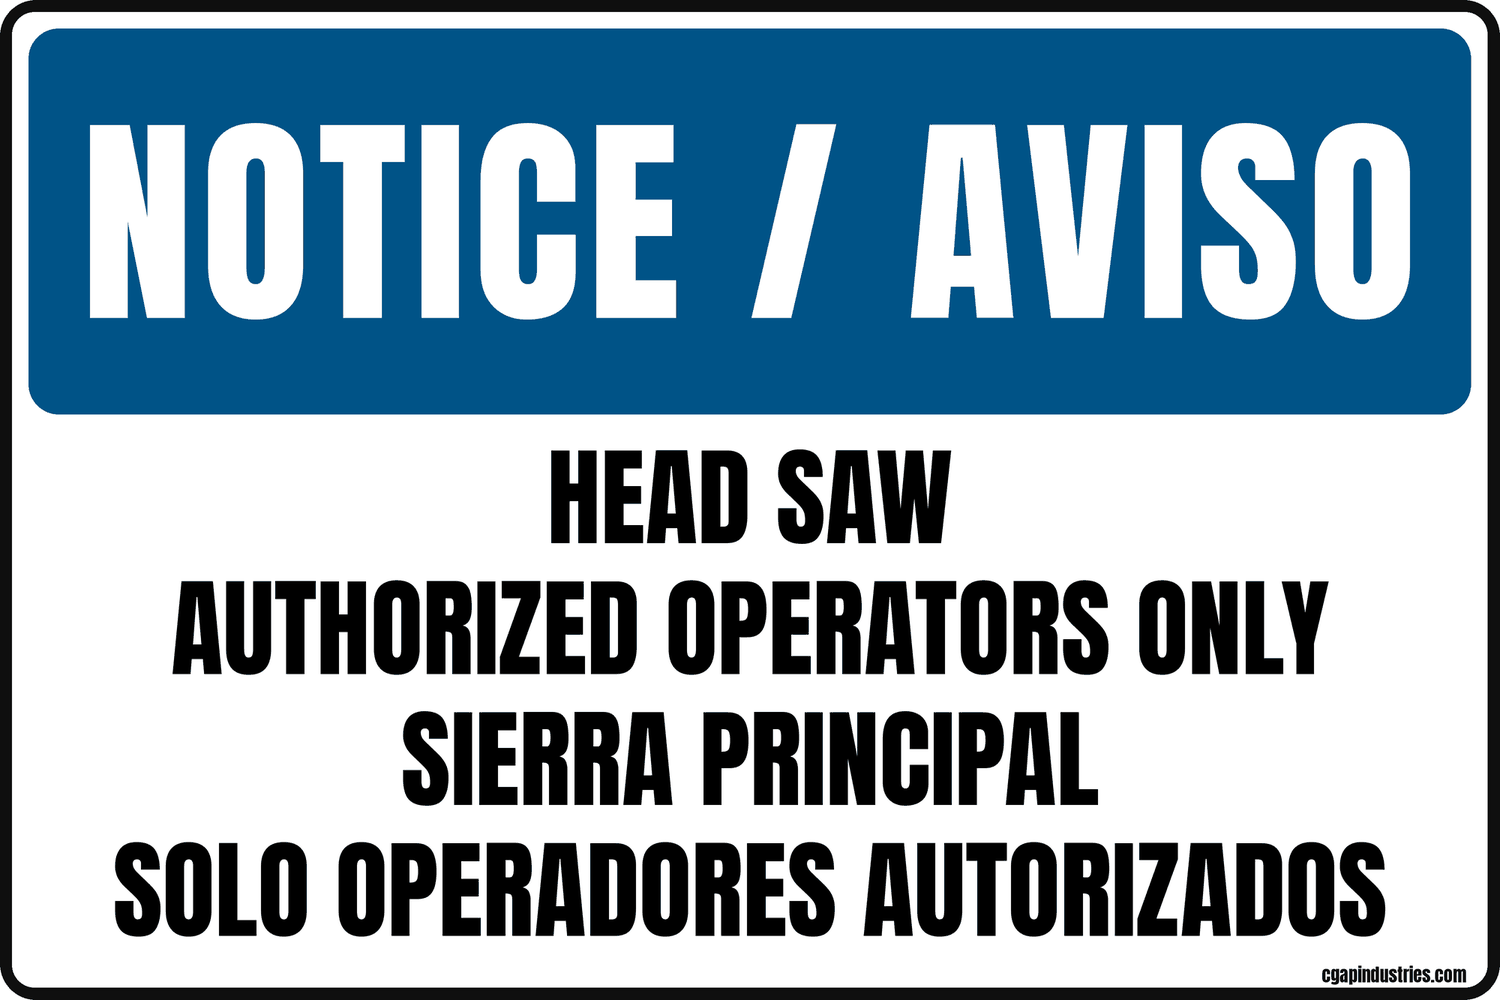 NOTICE / AVISO
HEAD SAW
AUTHORIZED OPERATORS ONLY
SIERRA PRINCIPAL
SOLO OPERADORES AUTORIZADOS
cgapindustries.com